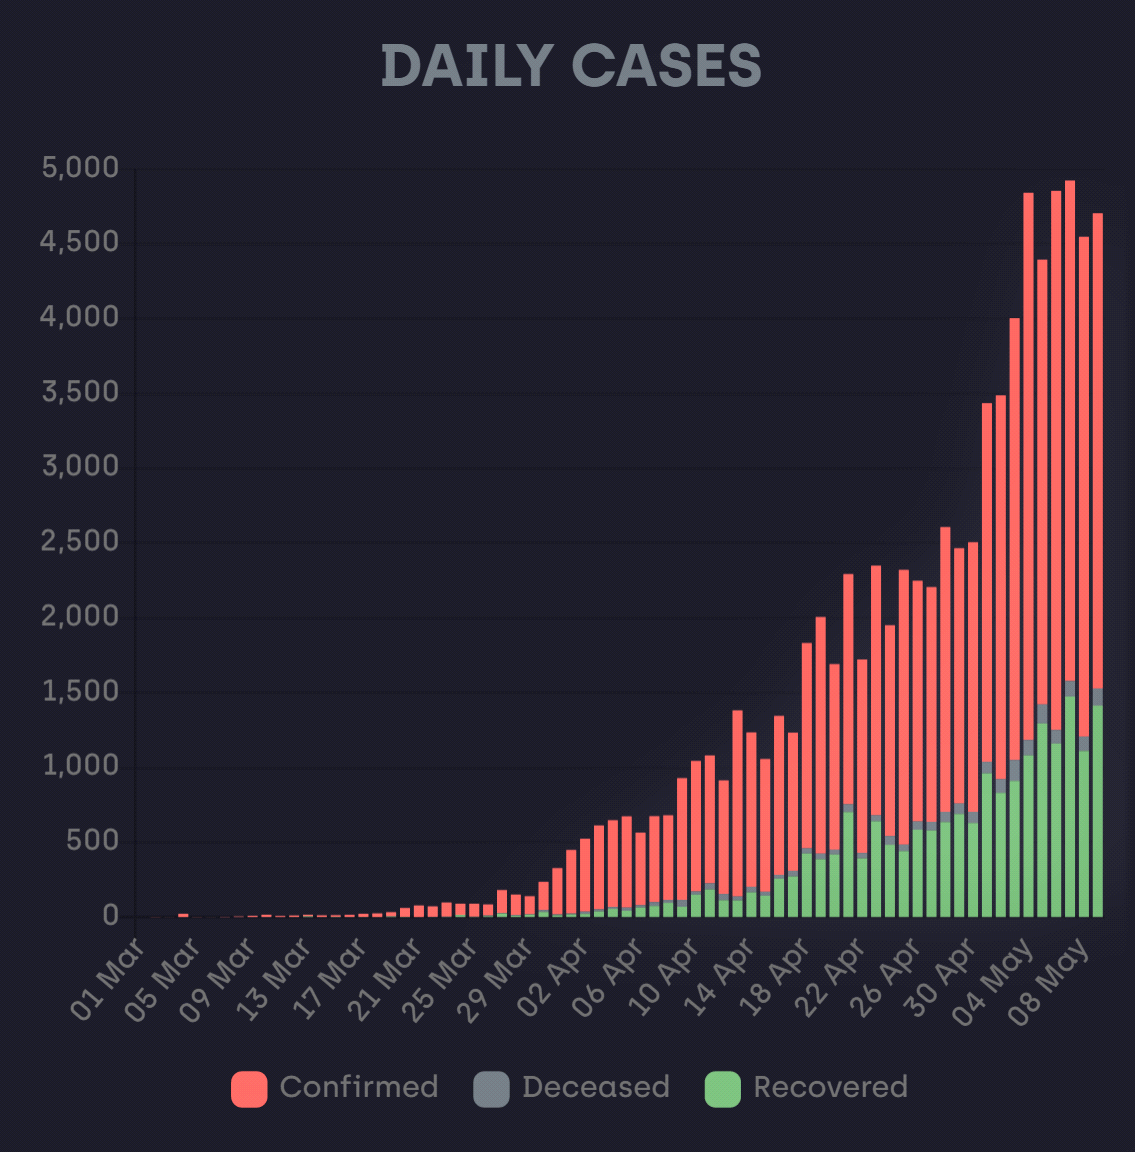 DAILY CASES
5,000
4,500
4,000
3,500
3,000
2,500
2,000
1,500
1,000
500
0
01 Mar
05 Mar
09 Mar
13 Mar
17 Mar
21 Mar
25 Mar
29 Mar
02 Apr
06 Apr
10 Apr
14 Apr
18 Apr
22 Apr
26 Apr
30 Apr
04 May
08 May
Confirmed Deceased Recovered